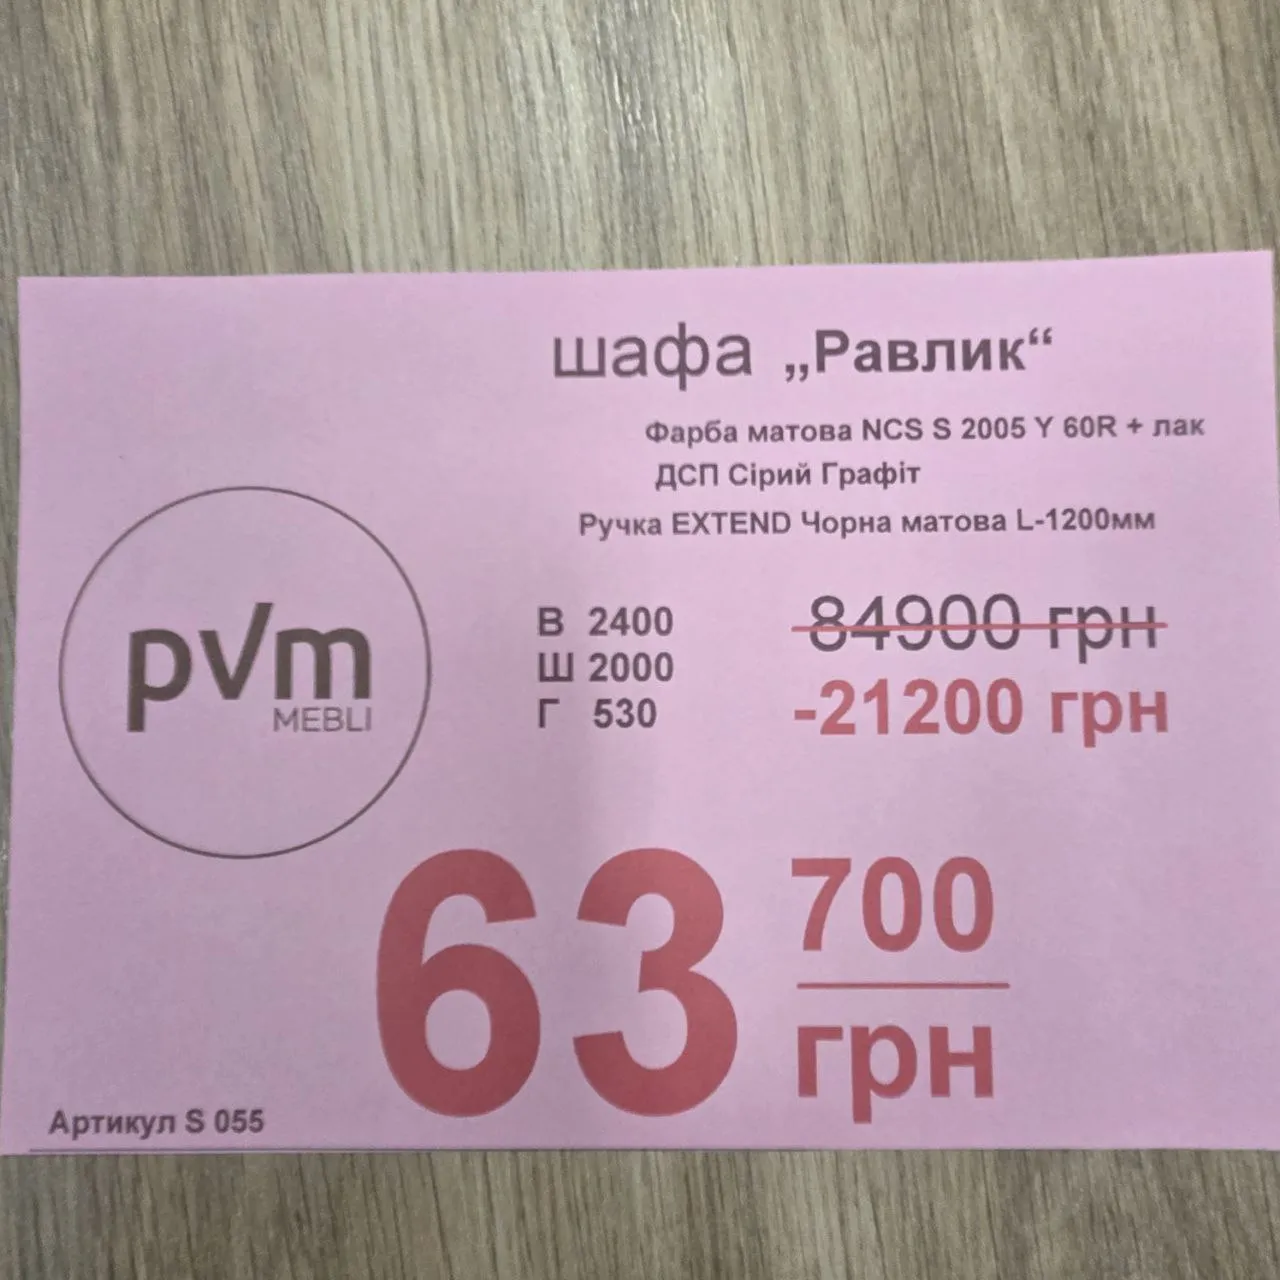 шафа „Равлик“
Фарба матова NCS S 2005 Y 60R + лак
ДСП Сірий Графіт
Ручка EXTEND Чорна матова L-1200мм
pvm
MEBLI
В 2400
Ш 2000
Г 530
84900 грн
-21200 грн
63 700
грн
Артикул S 055